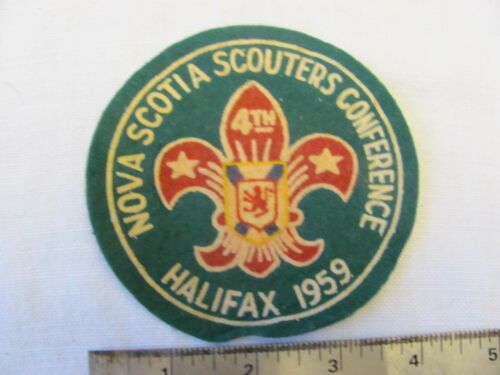 NOVA SCOTIA SCOUTERS CONFERENCE
4TH
HALIFAX 1959
1 2 3 4 5